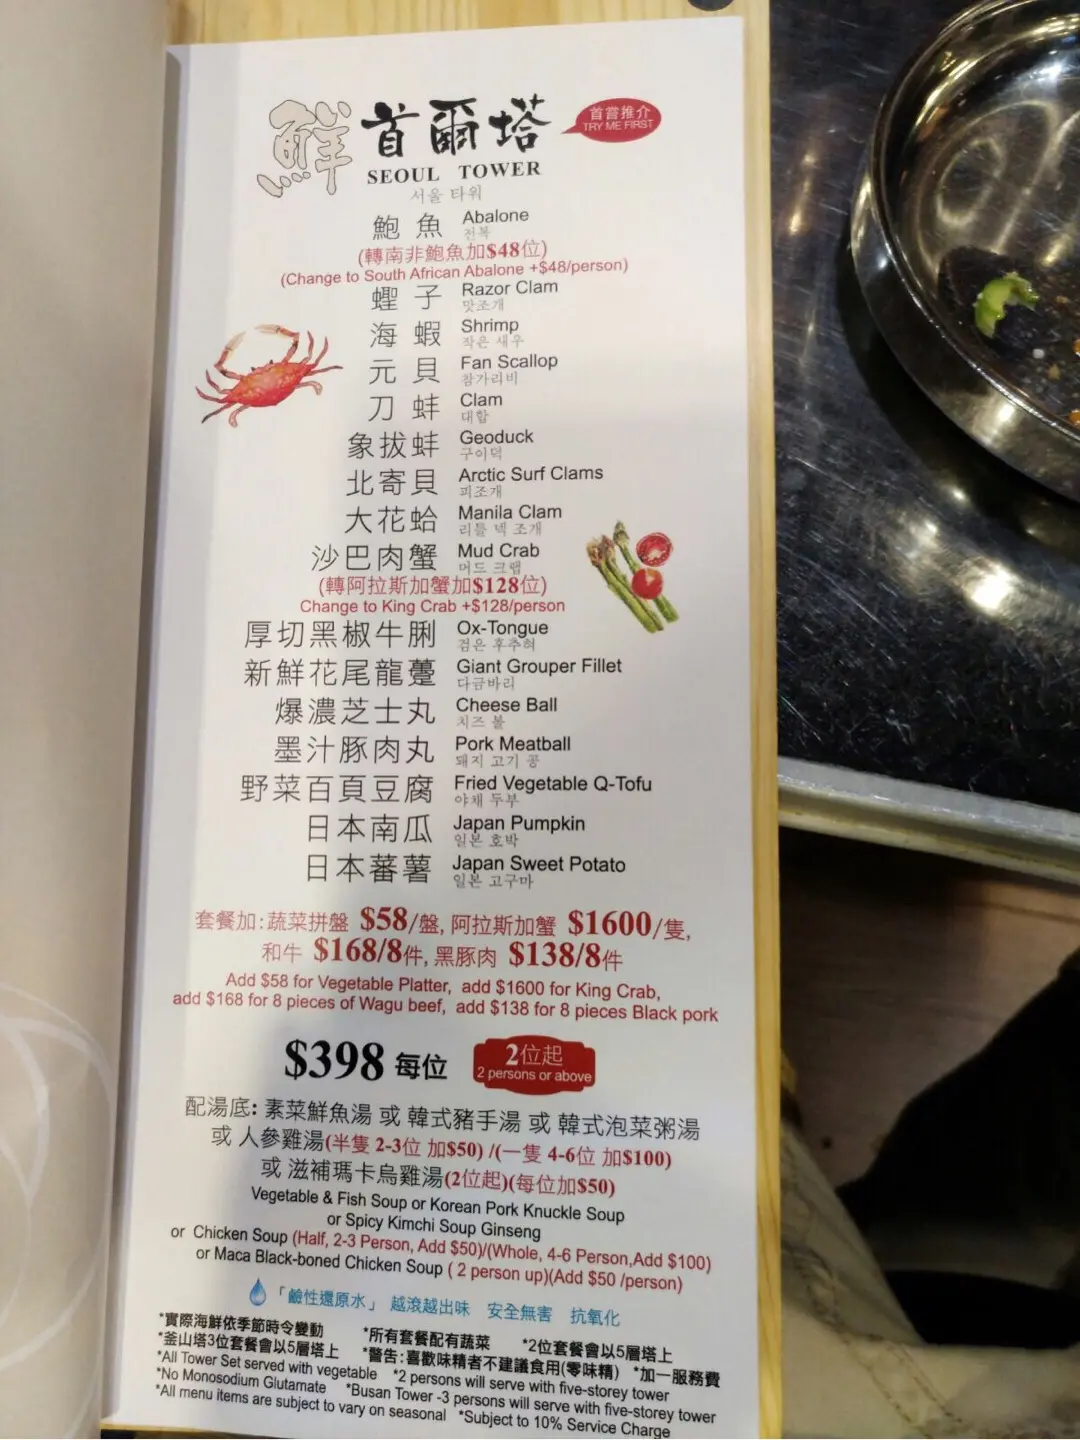 鮮 首爾塔
首嘗推介
TRY ME FIRST
SEOUL TOWER
서울 타워
鮑魚 Abalone
전복
(轉南非鮑魚加$48位)
(Change to South African Abalone +$48/person)
蟶子 Razor Clam
맛조개
海蝦 Shrimp
작은 새우
元貝 Fan Scallop
참가리비
刀蚌 Clam
대합
象拔蚌 Geoduck
구이덕
北寄貝 Arctic Surf Clams
피조개
大花蛤 Manila Clam
리틀 넥 조개
沙巴肉蟹 Mud Crab
머드 크랩
(轉阿拉斯加蟹加$128位)
Change to King Crab +$128/person
厚切黑椒牛脷 Ox-Tongue
검은 후추혀
新鮮花尾龍躉 Giant Grouper Fillet
다금바리
爆濃芝士丸 Cheese Ball
치즈 볼
墨汁豚肉丸 Pork Meatball
돼지 고기 공
野菜百頁豆腐 Fried Vegetable Q-Tofu
야채 두부
日本南瓜 Japan Pumpkin
일본 호박
日本蕃薯 Japan Sweet Potato
일본 고구마
套餐加:蔬菜拼盤 $58/盤, 阿拉斯加蟹 $1600/隻,
和牛 $168/8件, 黑豚肉 $138/8件
Add $58 for Vegetable Platter, add $1600 for King Crab,
add $168 for 8 pieces of Wagu beef, add $138 for 8 pieces Black pork
$398 每位
2位起
2 persons or above
配湯底: 素菜鮮魚湯 或 韓式豬手湯 或 韓式泡菜粥湯
或 人參雞湯(半隻 2-3位 加$50) /(一隻 4-6位 加$100)
或 滋補瑪卡烏雞湯(2位起)(每位加$50)
Vegetable & Fish Soup or Korean Pork Knuckle Soup
or Spicy Kimchi Soup Ginseng
or Chicken Soup (Half, 2-3 Person, Add $50)/(Whole, 4-6 Person,Add $100)
or Maca Black-boned Chicken Soup ( 2 person up)(Add $50 /person)
「鹼性還原水」 越滾越出味 安全無害 抗氧化
*實際海鮮依季節時令變動 *所有套餐配有蔬菜 *2位套餐會以5層塔上
*釜山塔3位套餐會以5層塔上 *警告:喜歡味精者不建議食用(零味精) *加一服務費
*All Tower Set served with vegetable *2 persons will serve with five-storey tower
*No Monosodium Glutamate *Busan Tower -3 persons will serve with five-storey tower
*All menu items are subject to vary on seasonal *Subject to 10% Service Charge